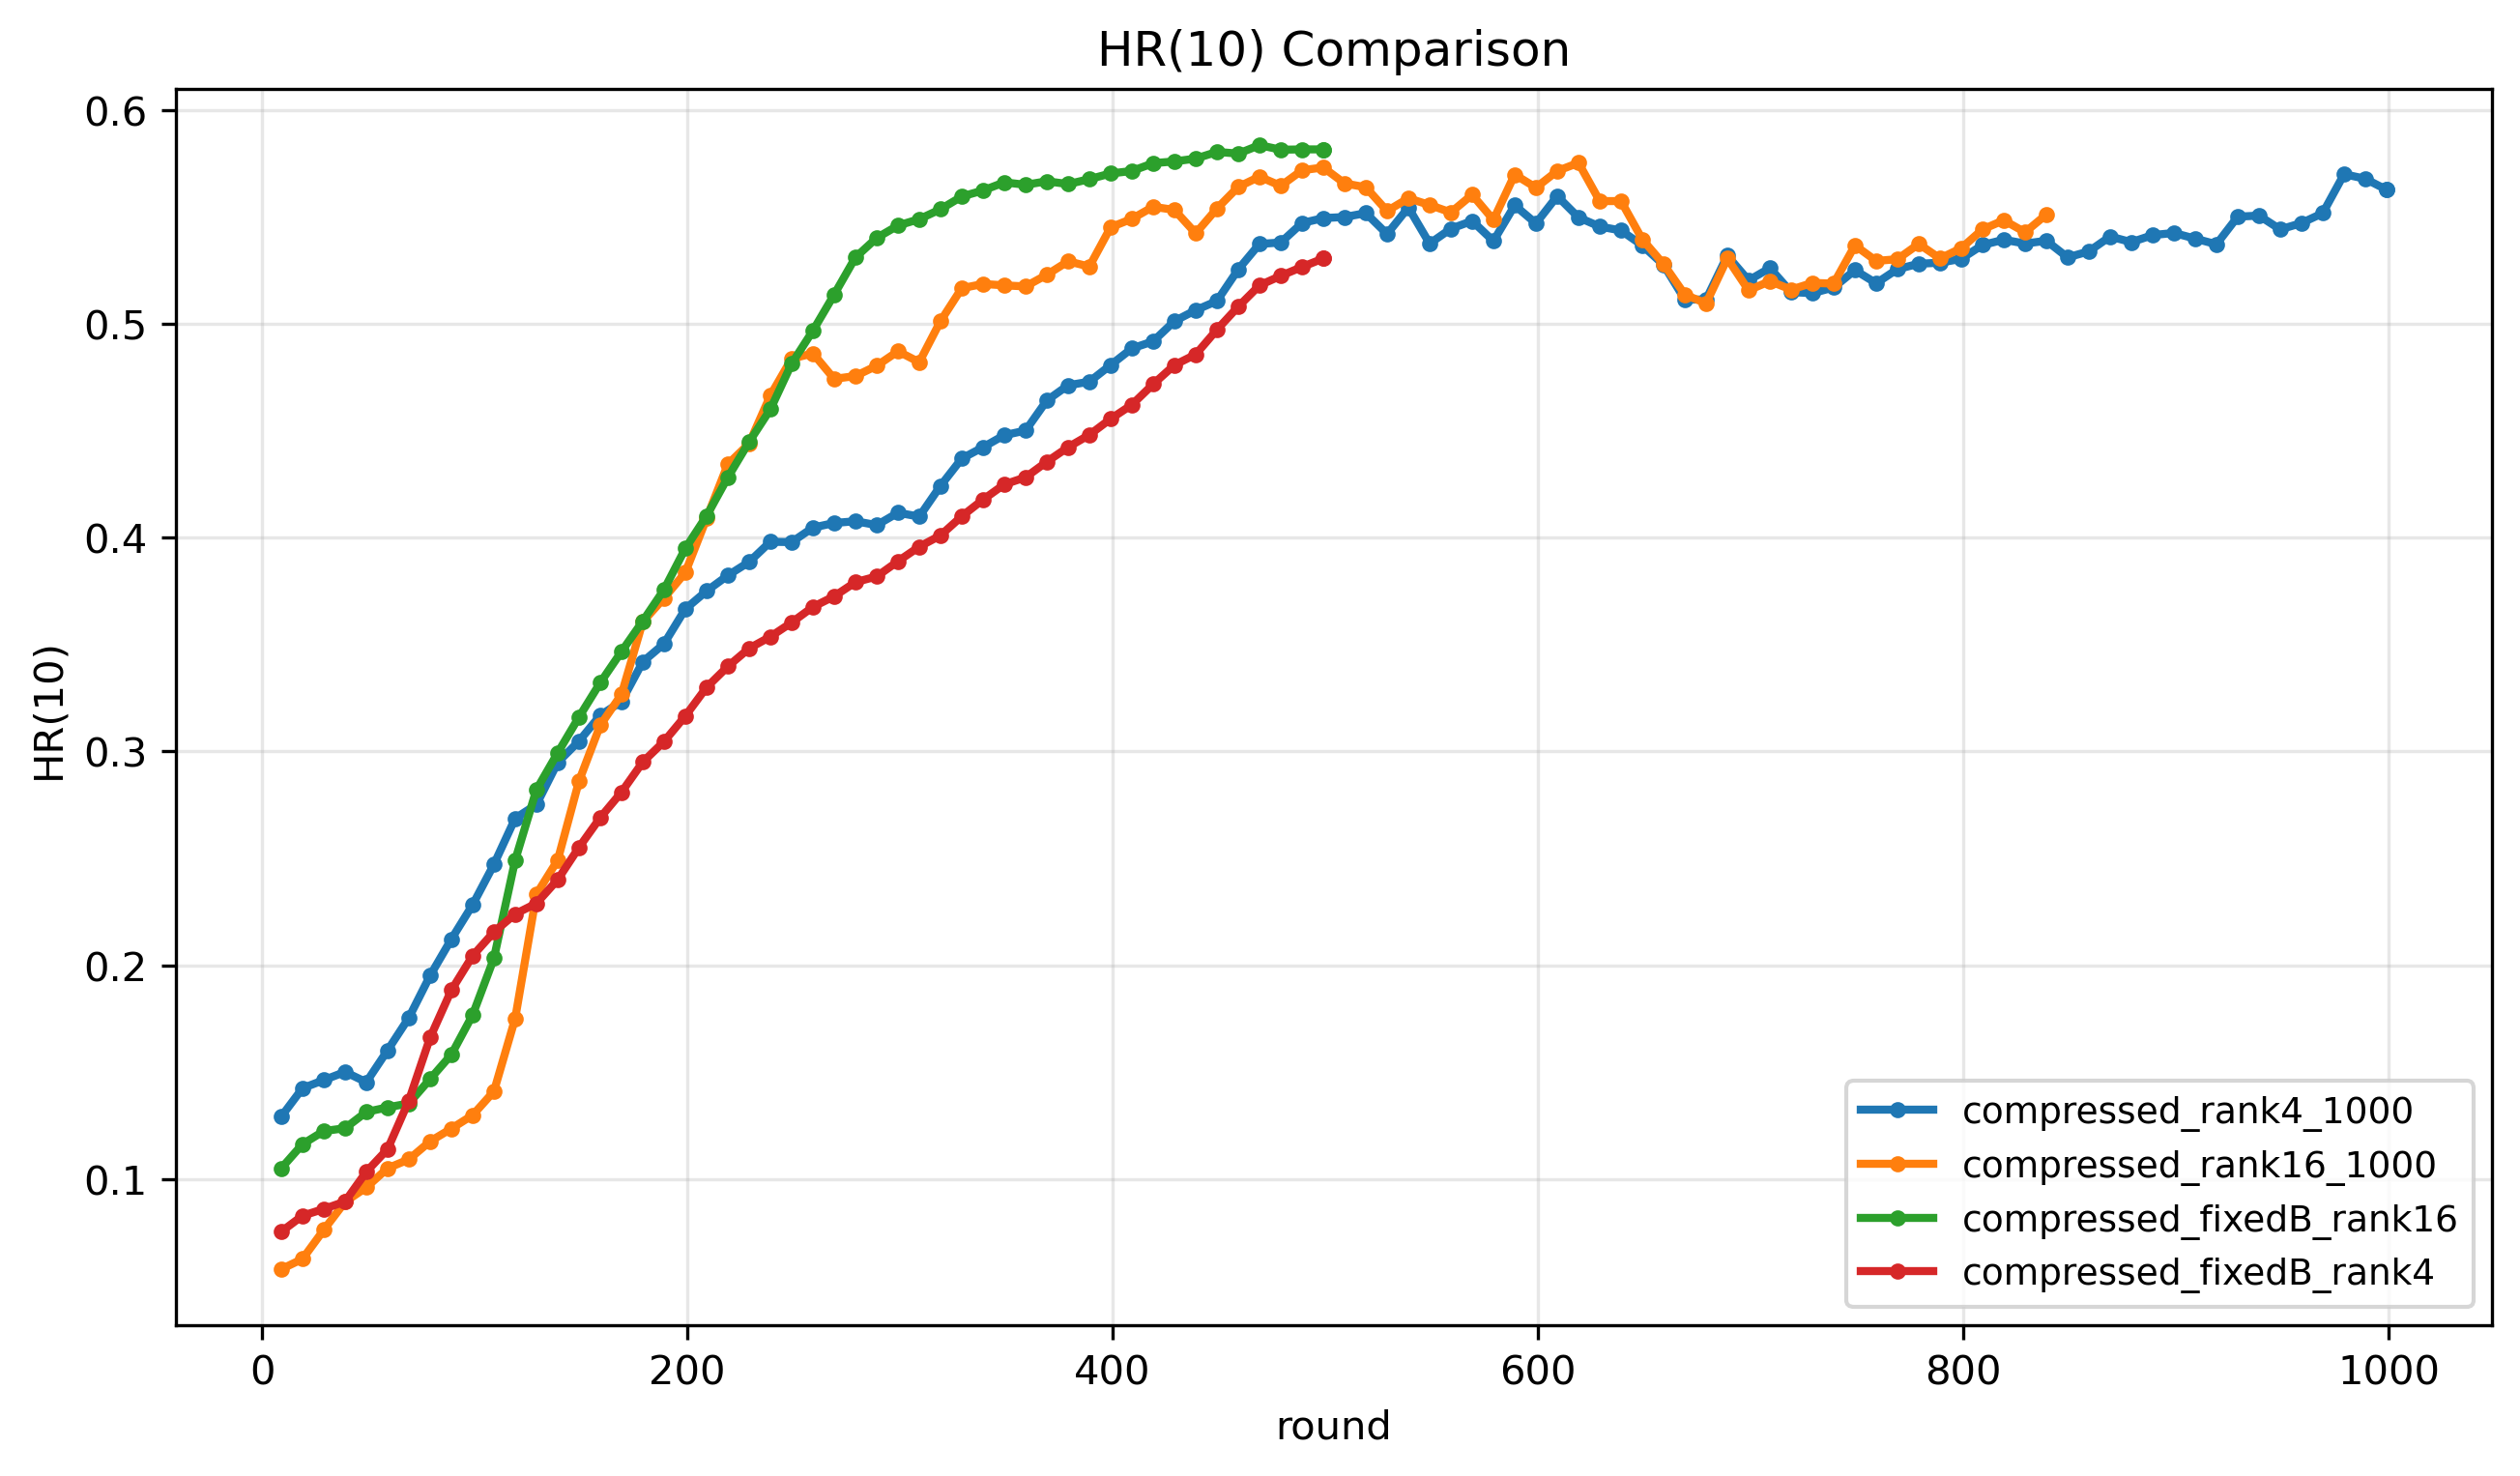 HR(10) Comparison
HR(10)
0.6
0.5
0.4
0.3
0.2
0.1
0
200
400
600
800
1000
round
compressed_rank4_1000
compressed_rank16_1000
compressed_fixedB_rank16
compressed_fixedB_rank4